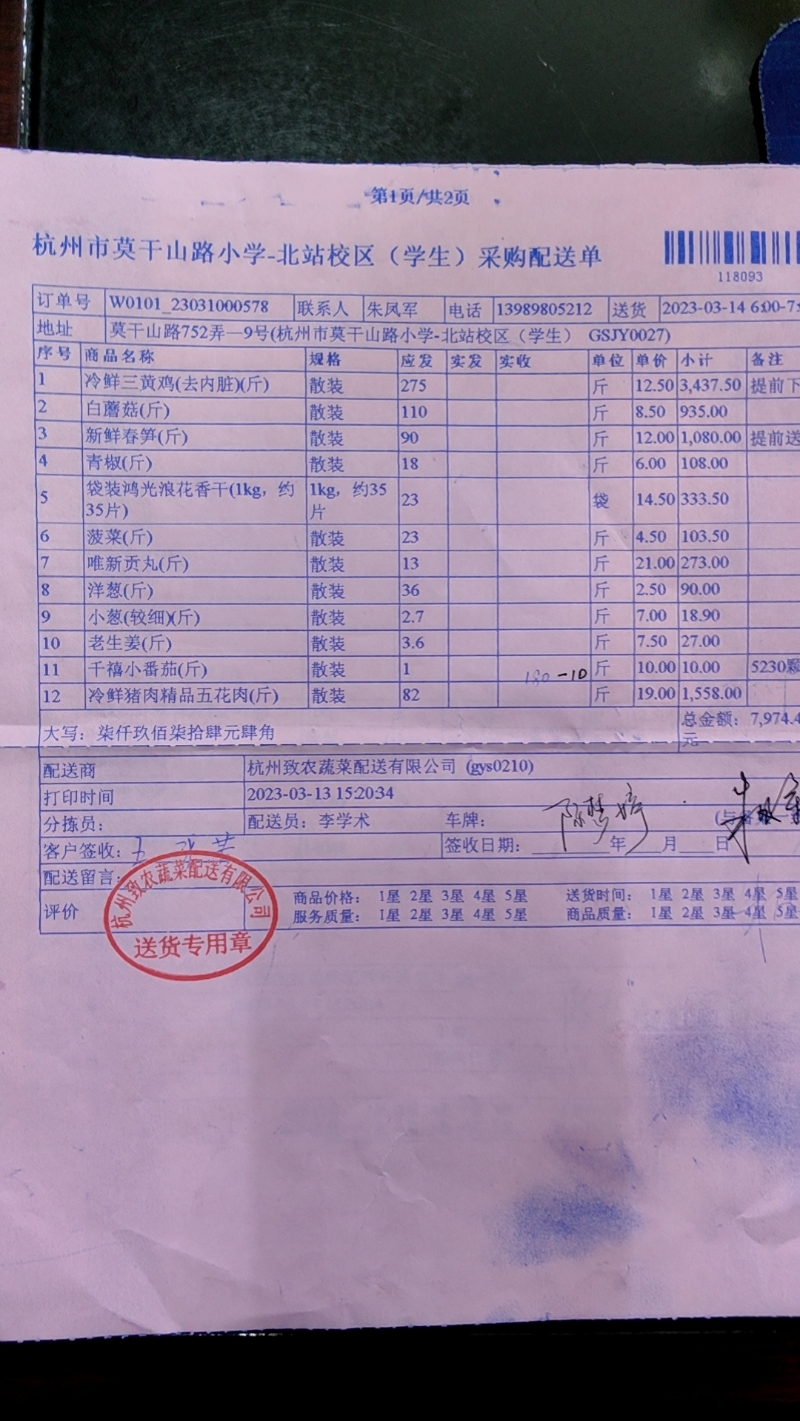 第1页/共2页
杭州市莫干山路小学-北站校区（学生）采购配送单
118093
订单号 W0101_23031000578 联系人 朱凤军 电话 13989805212 送货 2023-03-14 6:00-7:
地址 莫干山路752弄—9号(杭州市莫干山路小学-北站校区（学生） GSJY0027)
序号 商品名称 规格 应发 实发 实收 单位 单价 小计 备注
1 冷鲜三黄鸡(去内脏)(斤) 散装 275 斤 12.50 3,437.50 提前下
2 白蘑菇(斤) 散装 110 斤 8.50 935.00
3 新鲜春笋(斤) 散装 90 斤 12.00 1,080.00 提前送
4 青椒(斤) 散装 18 斤 6.00 108.00
5 袋装鸿光浪花香干(1kg，约35片) 1kg，约35片 23 袋 14.50 333.50
6 菠菜(斤) 散装 23 斤 4.50 103.50
7 唯新贡丸(斤) 散装 13 斤 21.00 273.00
8 洋葱(斤) 散装 36 斤 2.50 90.00
9 小葱(较细)(斤) 散装 2.7 斤 7.00 18.90
10 老生姜(斤) 散装 3.6 斤 7.50 27.00
11 千禧小番茄(斤) 散装 1 180-10 斤 10.00 10.00 5230颗
12 冷鲜猪肉精品五花肉(斤) 散装 82 斤 19.00 1,558.00
大写：柒仟玖佰柒拾肆元肆角 总金额：7,974.4
元
配送商 杭州致农蔬菜配送有限公司 (gys0210)
打印时间 2023-03-13 15:20:34
分拣员： 配送员：李学术 车牌： 陈梦婷
客户签收： 签收日期： 年 月 日
配送留言：
评价 商品价格： 1星 2星 3星 4星 5星 送货时间： 1星 2星 3星 4星 5星
服务质量： 1星 2星 3星 4星 5星 商品质量： 1星 2星 3星 4星 5星
杭州致农蔬菜配送有限公司
送货专用章